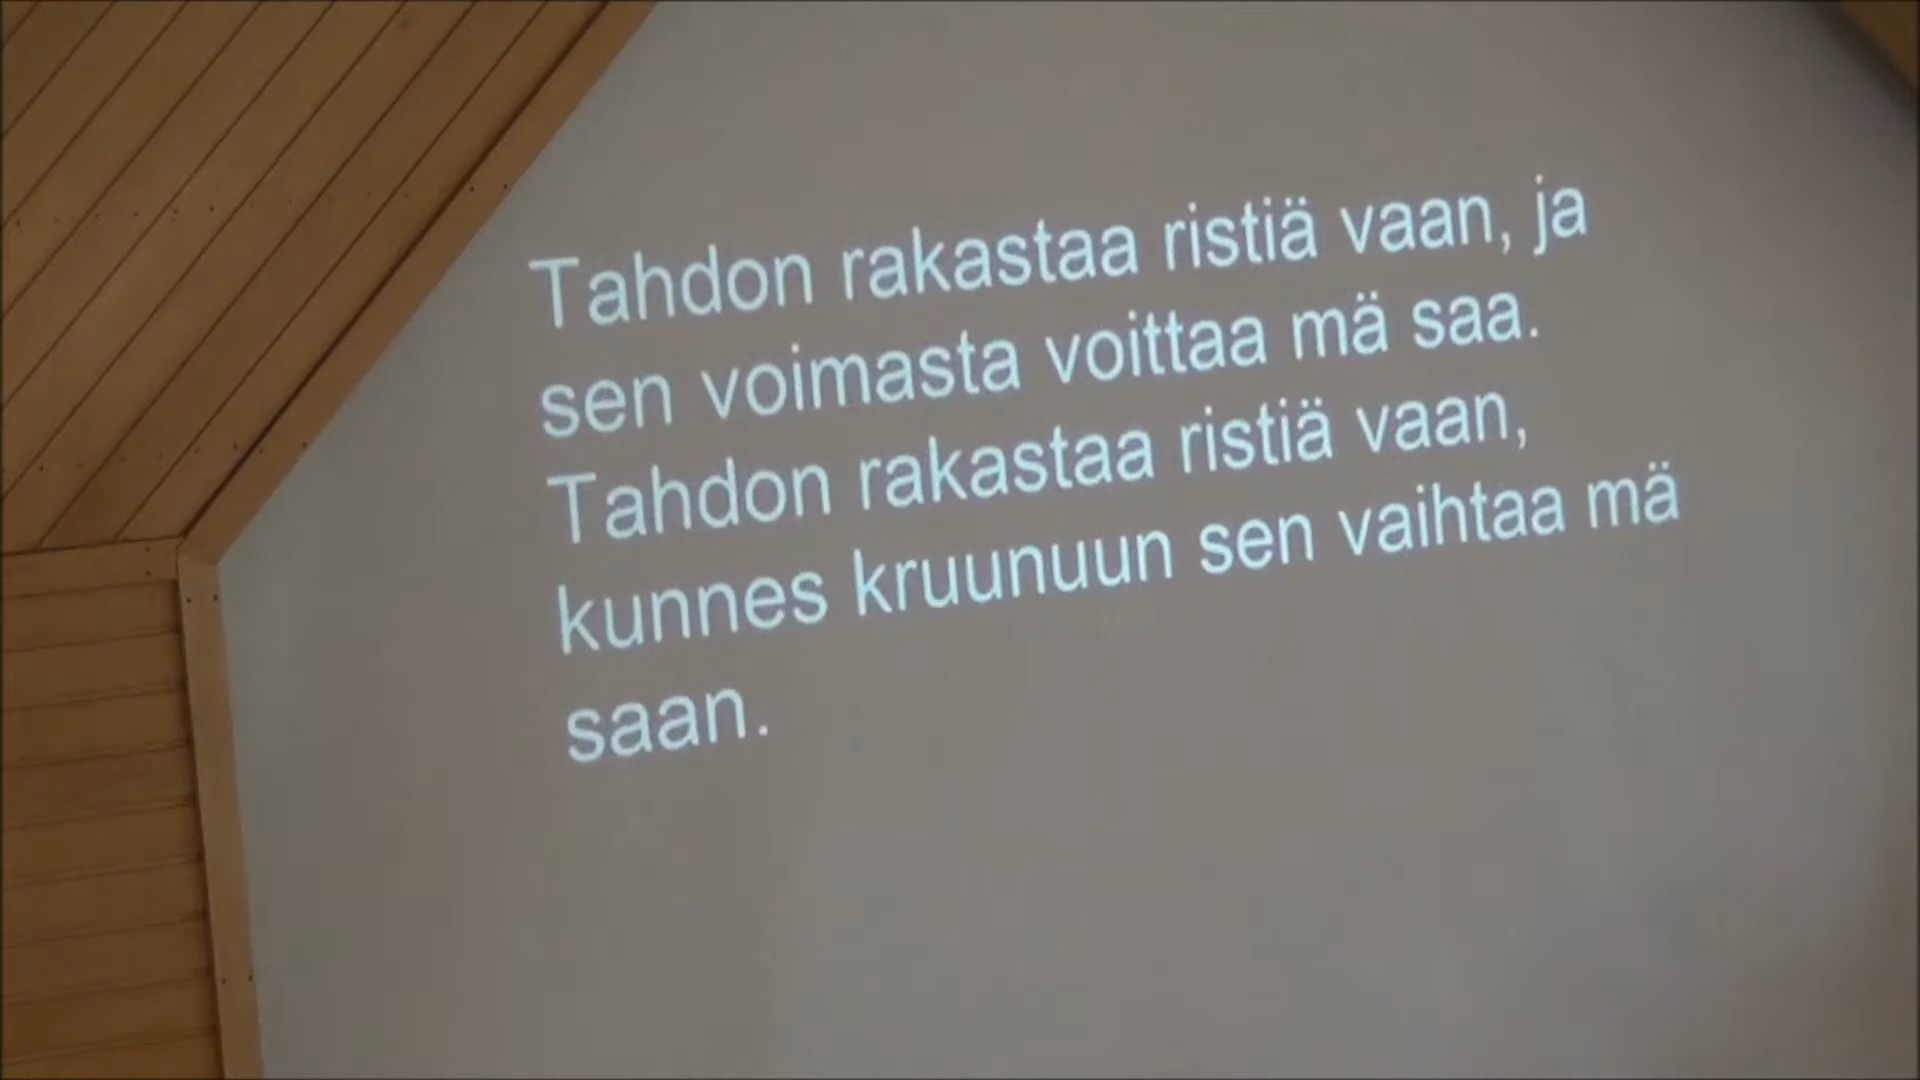 Tahdon rakastaa ristiä vaan, ja
sen voimasta voittaa mä saa.
Tahdon rakastaa ristiä vaan,
kunnes kruunuun sen vaihtaa mä
saan.